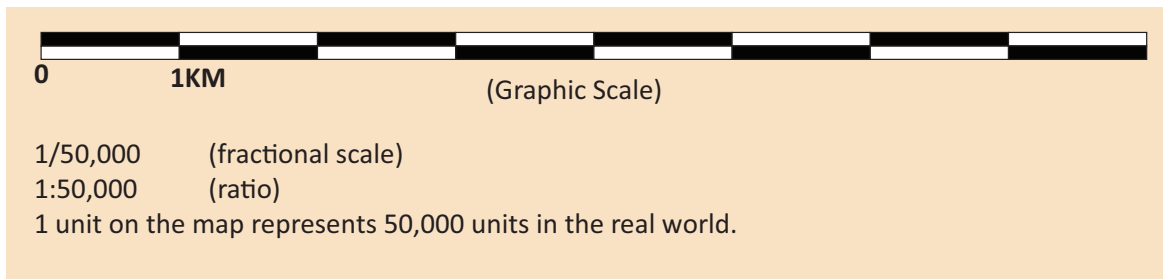 0 1KM
(Graphic Scale)
1/50,000 (fractional scale)
1:50,000 (ratio)
1 unit on the map represents 50,000 units in the real world.